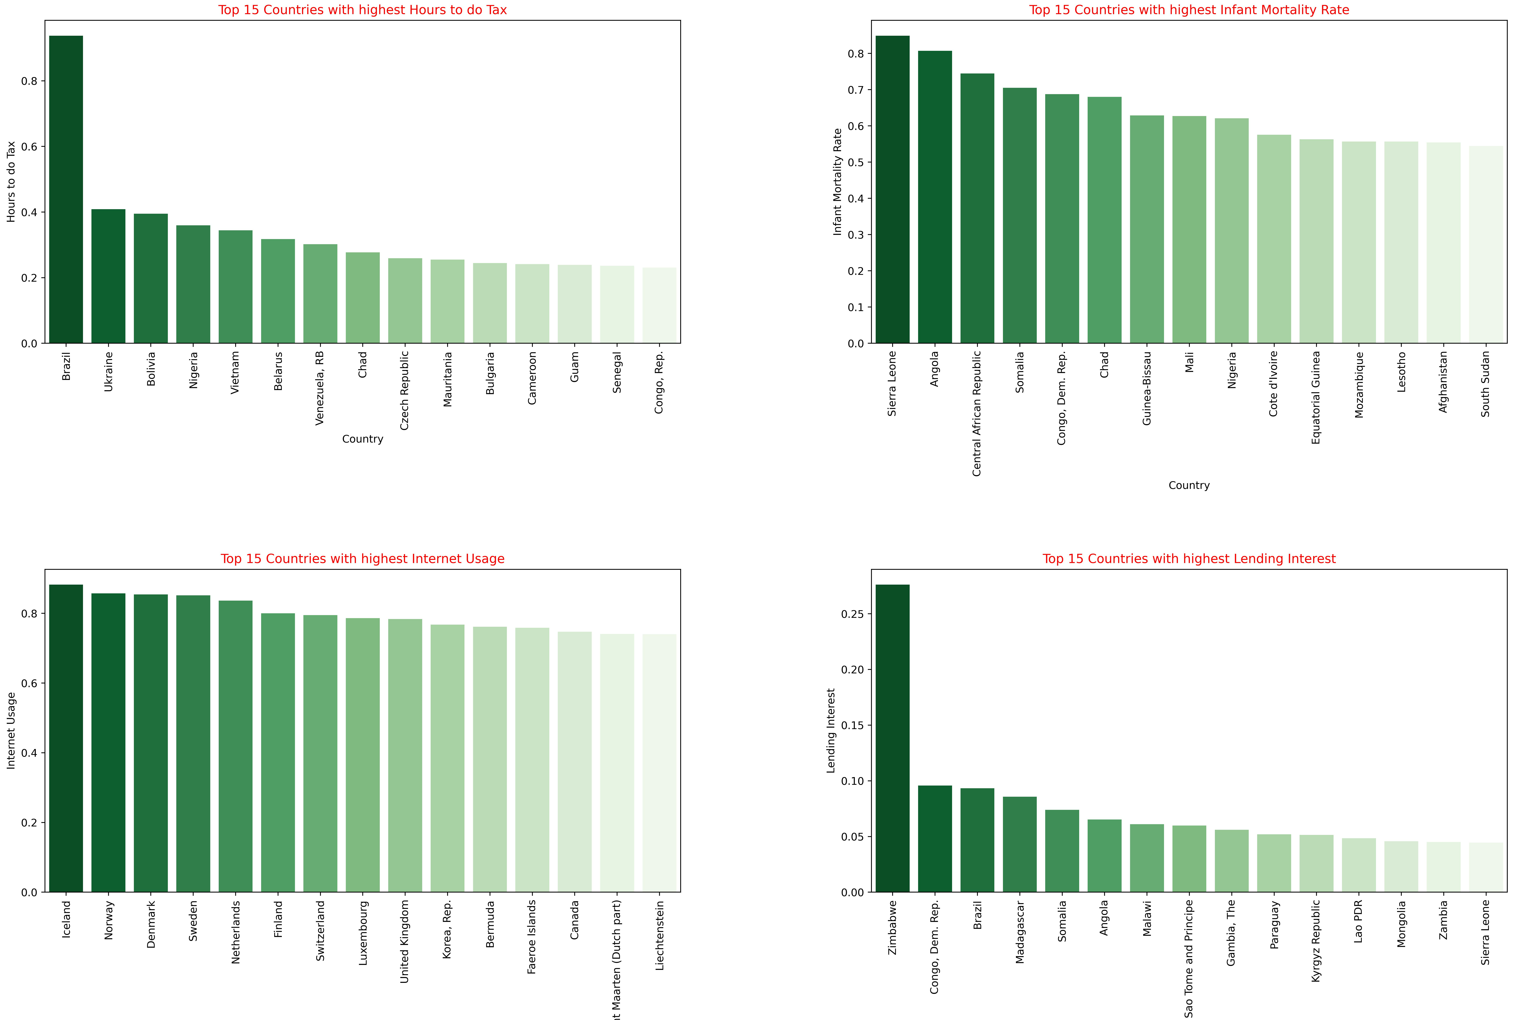 Top 15 Countries with highest Hours to do Tax
Hours to do Tax
0.8
0.6
0.4
0.2
0.0
Brazil
Ukraine
Bolivia
Nigeria
Vietnam
Belarus
Venezuela, RB
Chad
Czech Republic
Mauritania
Bulgaria
Cameroon
Guam
Senegal
Congo, Rep.
Country
Top 15 Countries with highest Infant Mortality Rate
Infant Mortality Rate
0.8
0.7
0.6
0.5
0.4
0.3
0.2
0.1
0.0
Sierra Leone
Angola
Central African Republic
Somalia
Congo, Dem. Rep.
Chad
Guinea-Bissau
Mali
Nigeria
Cote d'Ivoire
Equatorial Guinea
Mozambique
Lesotho
Afghanistan
South Sudan
Country
Top 15 Countries with highest Internet Usage
Internet Usage
0.8
0.6
0.4
0.2
0.0
Iceland
Norway
Denmark
Sweden
Netherlands
Finland
Switzerland
Luxembourg
United Kingdom
Korea, Rep.
Bermuda
Faeroe Islands
Canada
Maarten (Dutch part)
Liechtenstein
Top 15 Countries with highest Lending Interest
Lending Interest
0.25
0.20
0.15
0.10
0.05
0.00
Zimbabwe
Congo, Dem. Rep.
Brazil
Madagascar
Somalia
Angola
Malawi
Sao Tome and Principe
Gambia, The
Paraguay
Kyrgyz Republic
Lao PDR
Mongolia
Zambia
Sierra Leone